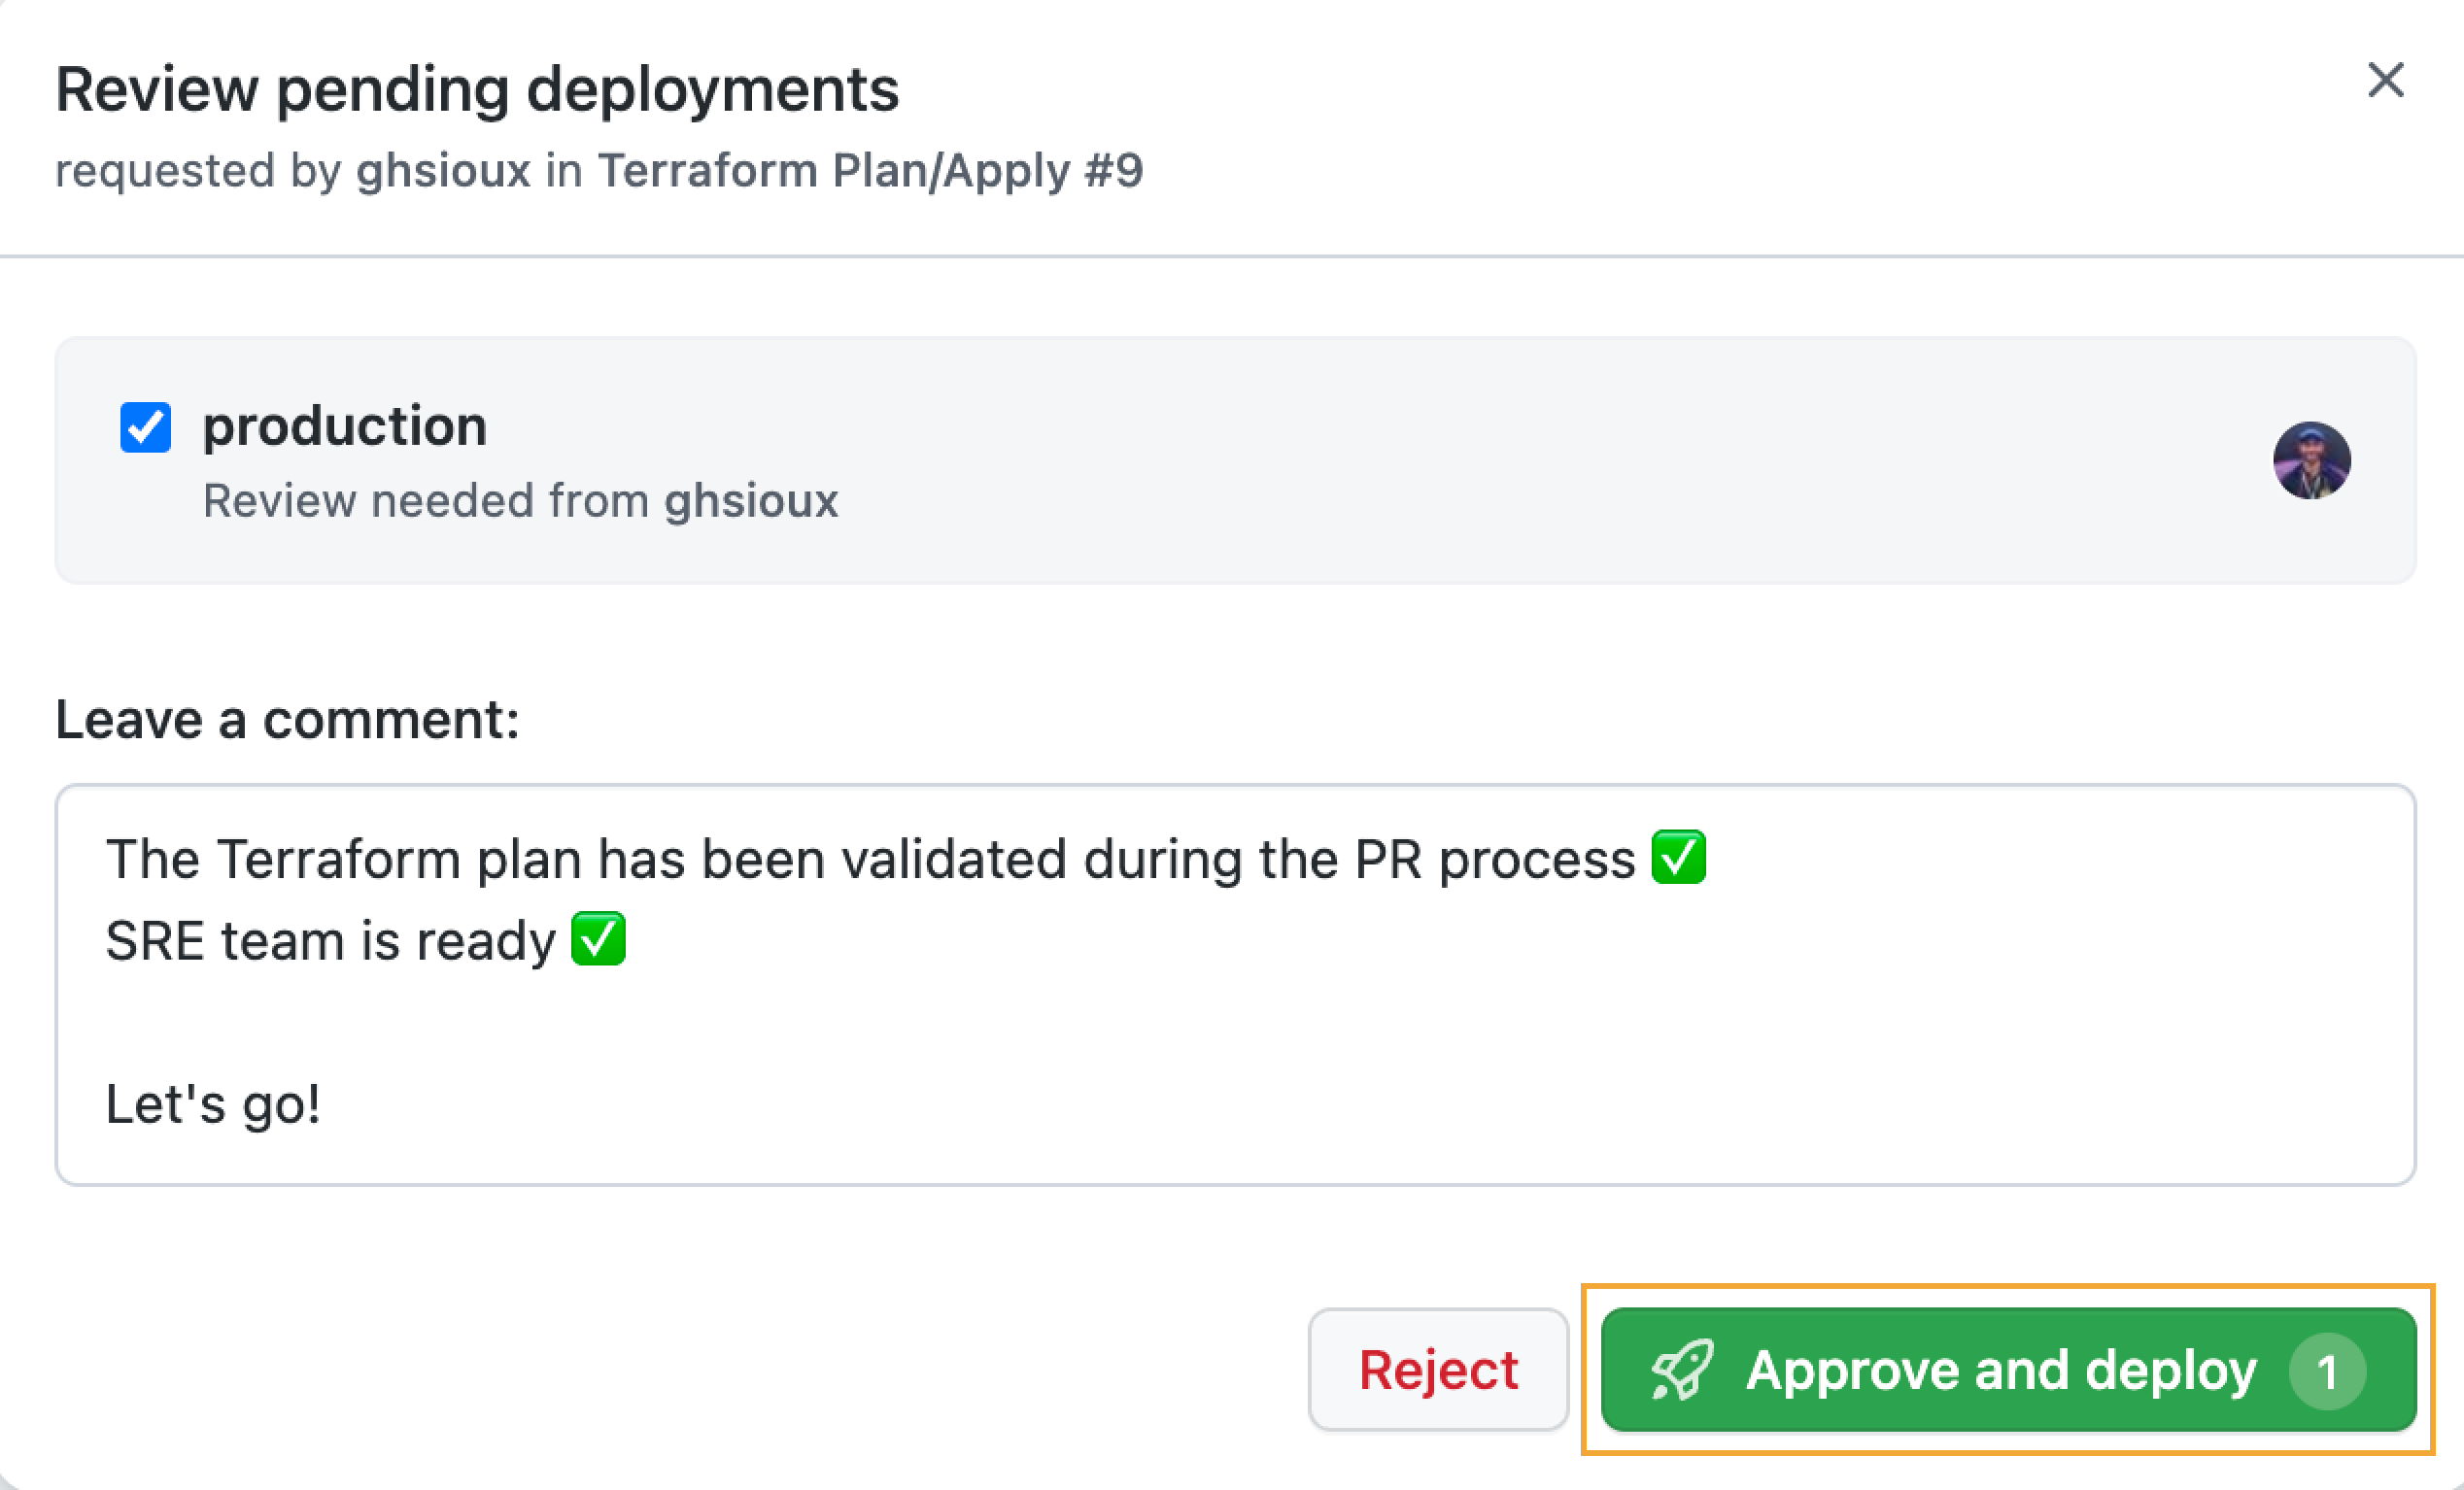 Review pending deployments
requested by ghsioux in Terraform Plan/Apply #9
production
Review needed from ghsioux
Leave a comment:
The Terraform plan has been validated during the PR process ✅
SRE team is ready ✅
Let's go!
Reject
Approve and deploy 1